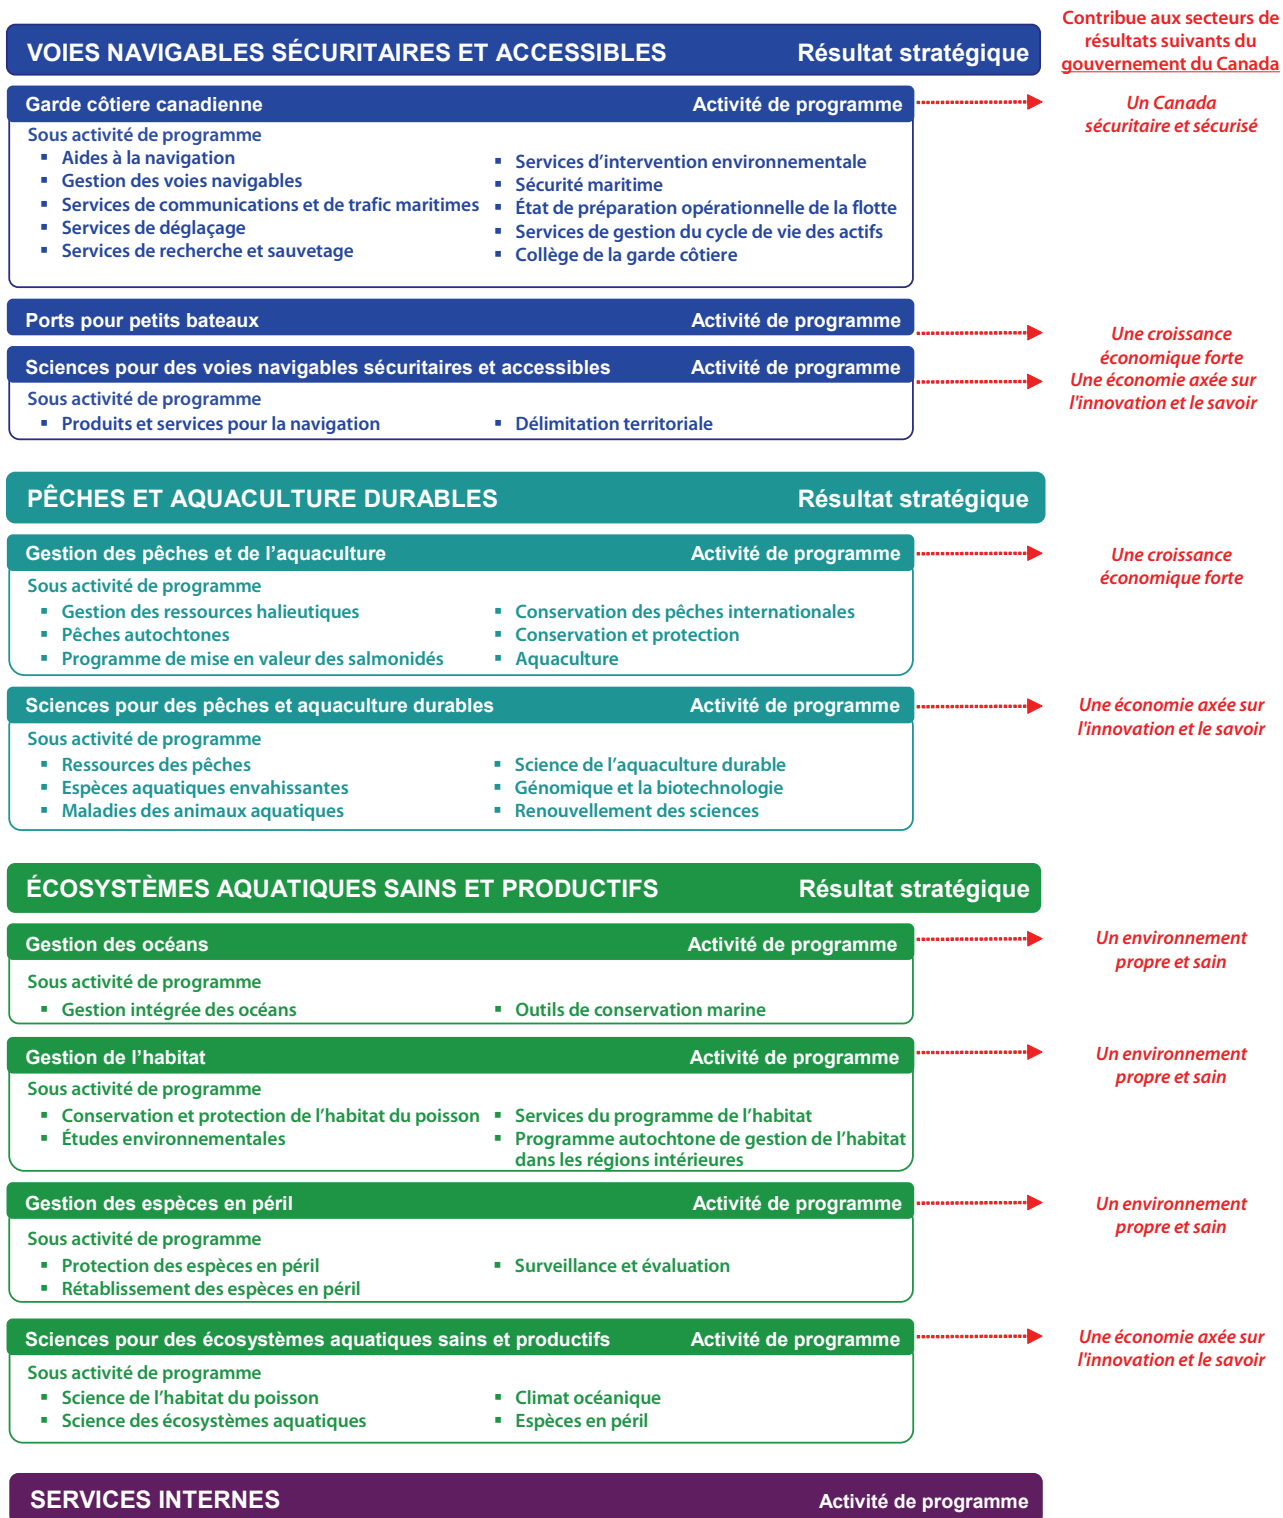 Contribue aux secteurs de
résultats suivants du
gouvernement du Canada
VOIES NAVIGABLES SÉCURITAIRES ET ACCESSIBLES Résultat stratégique
Garde côtiere canadienne Activité de programme
Un Canada
sécuritaire et sécurisé
Sous activité de programme
▪ Aides à la navigation
▪ Gestion des voies navigables
▪ Services de communications et de trafic maritimes
▪ Services de déglaçage
▪ Services de recherche et sauvetage
▪ Services d’intervention environnementale
▪ Sécurité maritime
▪ État de préparation opérationnelle de la flotte
▪ Services de gestion du cycle de vie des actifs
▪ Collège de la garde côtiere
Ports pour petits bateaux Activité de programme
Une croissance
économique forte
Sciences pour des voies navigables sécuritaires et accessibles Activité de programme
Une économie axée sur
l'innovation et le savoir
Sous activité de programme
▪ Produits et services pour la navigation
▪ Délimitation territoriale
PÊCHES ET AQUACULTURE DURABLES Résultat stratégique
Gestion des pêches et de l’aquaculture Activité de programme
Une croissance
économique forte
Sous activité de programme
▪ Gestion des ressources halieutiques
▪ Pêches autochtones
▪ Programme de mise en valeur des salmonidés
▪ Conservation des pêches internationales
▪ Conservation et protection
▪ Aquaculture
Sciences pour des pêches et aquaculture durables Activité de programme
Une économie axée sur
l'innovation et le savoir
Sous activité de programme
▪ Ressources des pêches
▪ Espèces aquatiques envahissantes
▪ Maladies des animaux aquatiques
▪ Science de l’aquaculture durable
▪ Génomique et la biotechnologie
▪ Renouvellement des sciences
ÉCOSYSTÈMES AQUATIQUES SAINS ET PRODUCTIFS Résultat stratégique
Gestion des océans Activité de programme
Un environnement
propre et sain
Sous activité de programme
▪ Gestion intégrée des océans
▪ Outils de conservation marine
Gestion de l’habitat Activité de programme
Un environnement
propre et sain
Sous activité de programme
▪ Conservation et protection de l’habitat du poisson
▪ Études environnementales
▪ Services du programme de l’habitat
▪ Programme autochtone de gestion de l’habitat
dans les régions intérieures
Gestion des espèces en péril Activité de programme
Un environnement
propre et sain
Sous activité de programme
▪ Protection des espèces en péril
▪ Rétablissement des espèces en péril
▪ Surveillance et évaluation
Sciences pour des écosystèmes aquatiques sains et productifs Activité de programme
Une économie axée sur
l'innovation et le savoir
Sous activité de programme
▪ Science de l’habitat du poisson
▪ Science des écosystèmes aquatiques
▪ Climat océanique
▪ Espèces en péril
SERVICES INTERNES Activité de programme